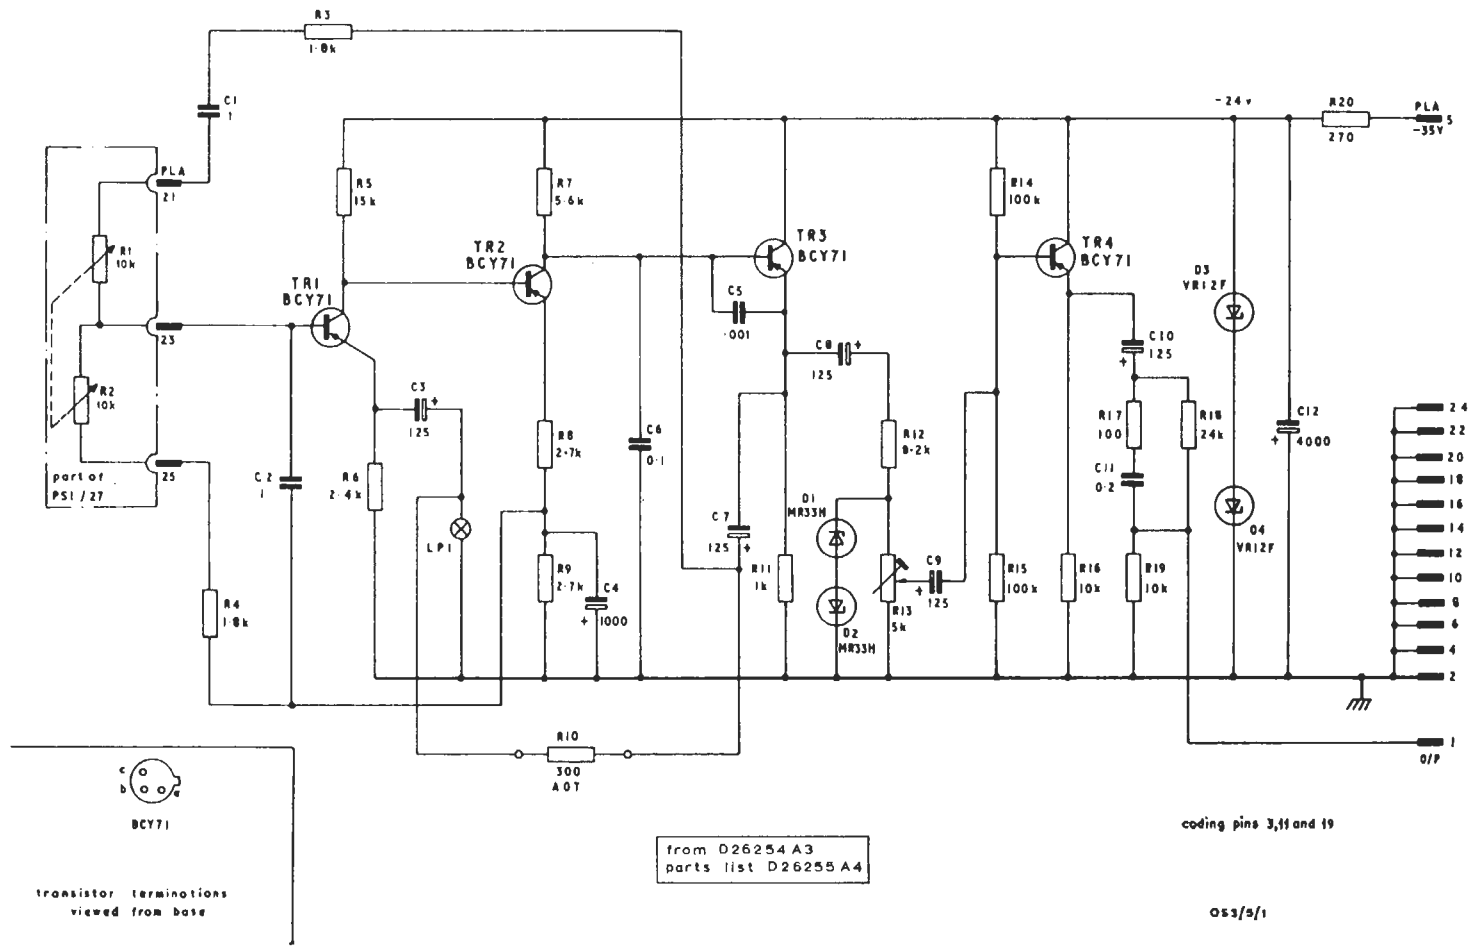 R3
1·8k
C1
1
-24v
R20
270
PLA
5
-35V
PLA
21
R5
15k
R7
5·6k
R14
100k
R1
10k
TR1
BCY71
TR2
BCY71
TR3
BCY71
TR4
BCY71
D3
VR12F
C5
·001
23
C8
+
125
C10
+
125
R2
10k
C3
+
125
R8
2·7k
C6
0·1
R12
8·2k
R17
100
R18
24k
C12
+
4000
24
22
20
18
16
14
12
10
8
6
4
2
part of
PS1/27
25
C2
1
R6
2·4k
C11
0·2
LP1
C7
125
+
D1
MR33H
D4
VR12F
R4
1·8k
R9
2·7k
C4
+
1000
R11
1k
D2
MR33H
R13
5k
C9
+
125
R15
100k
R16
10k
R19
10k
R10
300
AOT
1
O/P
c
b
e
BCY71
transistor terminations
viewed from base
from D26254A3
parts list D26255A4
coding pins 3,11 and 19
OS3/5/1